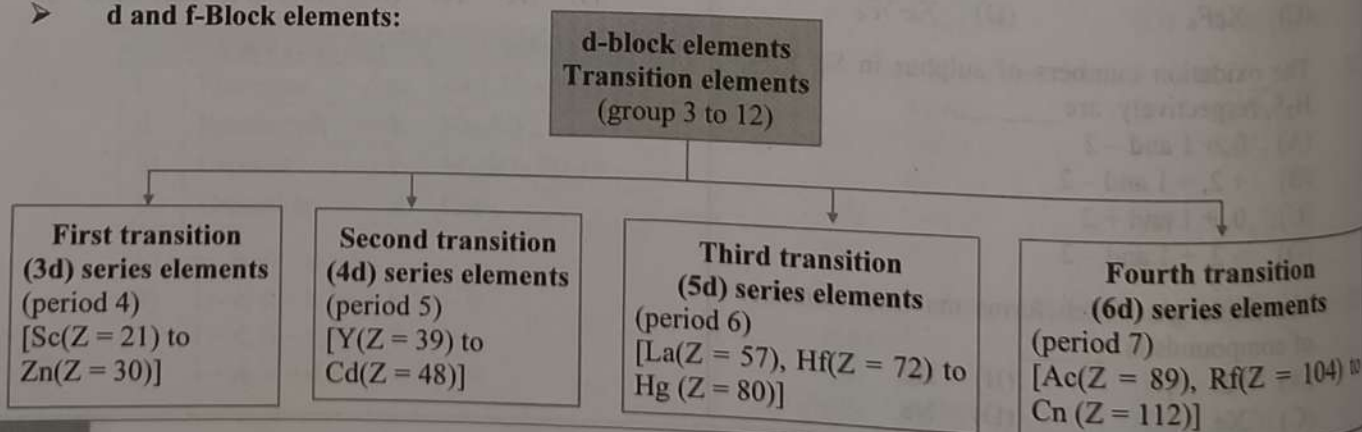 ➤ d and f-Block elements:
d-block elements
Transition elements
(group 3 to 12)
First transition
(3d) series elements
(period 4)
[Sc(Z = 21) to
Zn(Z = 30)]
Second transition
(4d) series elements
(period 5)
[Y(Z = 39) to
Cd(Z = 48)]
Third transition
(5d) series elements
(period 6)
[La(Z = 57), Hf(Z = 72) to
Hg (Z = 80)]
Fourth transition
(6d) series elements
(period 7)
[Ac(Z = 89), Rf(Z = 104) to
Cn (Z = 112)]